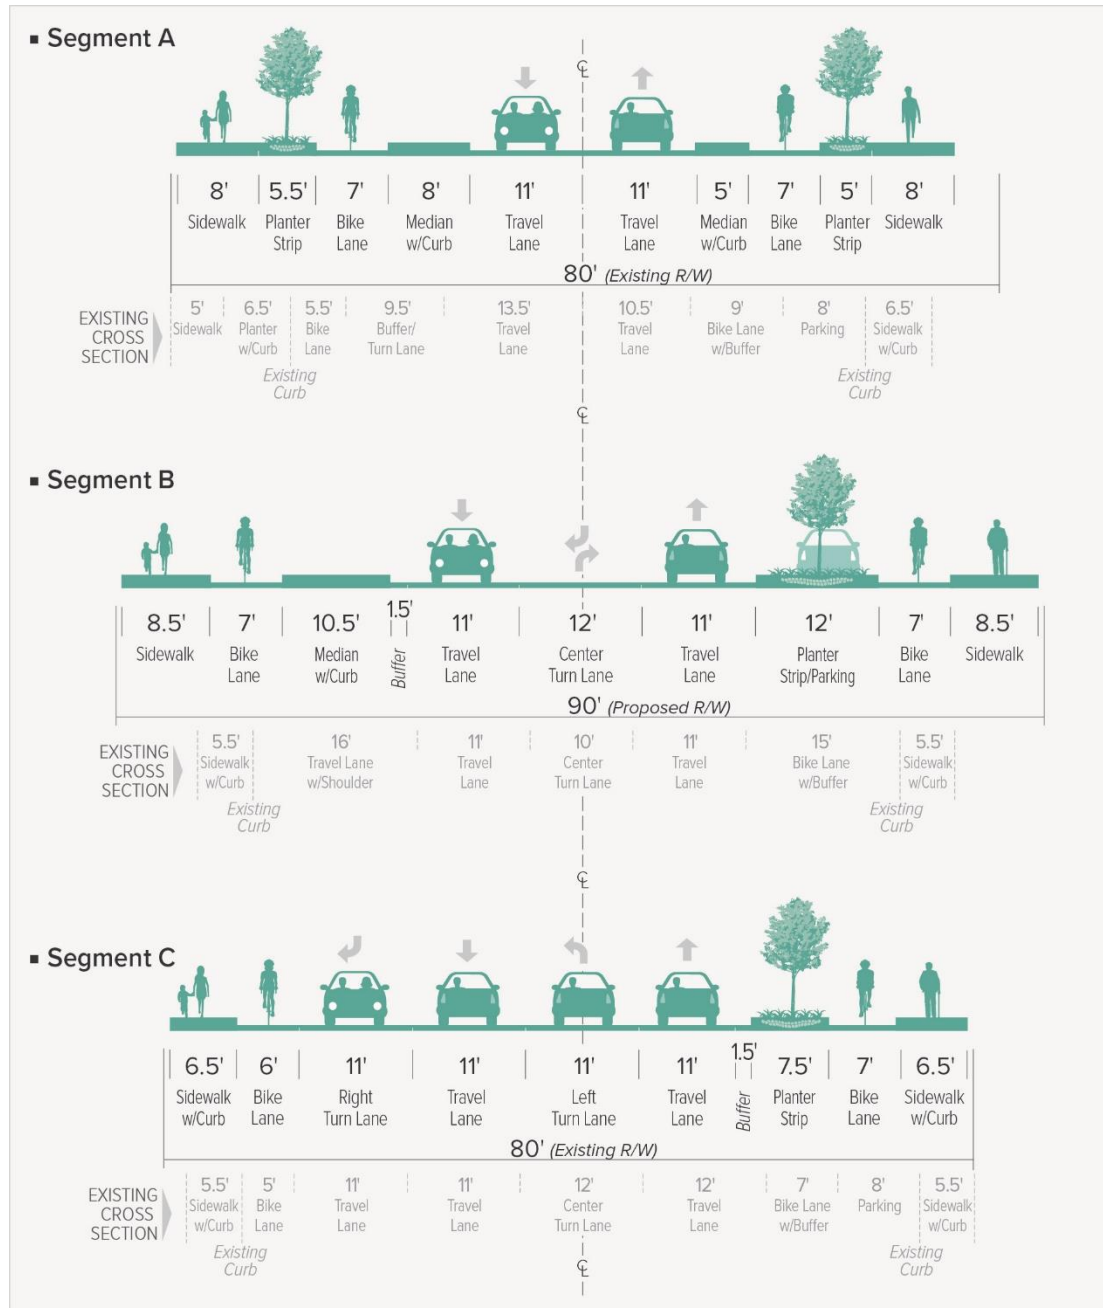 ▪ Segment A
℄
8' 5.5' 7' 8' 11' 11' 5' 7' 5' 8'
Sidewalk Planter Bike Median Travel Travel Median Bike Planter Sidewalk
Strip Lane w/Curb Lane Lane w/Curb Lane Strip
80' (Existing R/W)
EXISTING
CROSS
SECTION
5' 6.5' 5.5' 9.5' 13.5' 10.5' 9' 8' 6.5'
Sidewalk Planter Bike Buffer/ Travel Travel Bike Lane Parking Sidewalk
w/Curb Lane Turn Lane Lane Lane w/Buffer w/Curb
Existing Existing
Curb Curb
℄
▪ Segment B
8.5' 7' 10.5' 1.5' 11' 12' 11' 12' 7' 8.5'
Sidewalk Bike Median Buffer Travel Center Travel Planter Bike Sidewalk
Lane w/Curb Lane Turn Lane Lane Strip/Parking Lane
90' (Proposed R/W)
EXISTING
CROSS
SECTION
5.5' 16' 11' 10' 11' 15' 5.5'
Sidewalk Travel Lane Travel Center Travel Bike Lane Sidewalk
w/Curb w/Shoulder Lane Turn Lane Lane w/Buffer w/Curb
Existing Existing
Curb Curb
℄
▪ Segment C
6.5' 6' 11' 11' 11' 11' 1.5' 7.5' 7' 6.5'
Sidewalk Bike Right Travel Left Travel Buffer Planter Bike Sidewalk
w/Curb Lane Turn Lane Lane Turn Lane Lane Strip Lane w/Curb
80' (Existing R/W)
EXISTING
CROSS
SECTION
5.5' 5' 11' 11' 12' 12' 7' 8' 5.5'
Sidewalk Bike Travel Travel Center Travel Bike Lane Parking Sidewalk
w/Curb Lane Lane Lane Turn Lane Lane w/Buffer w/Curb
Existing Existing
Curb Curb
℄